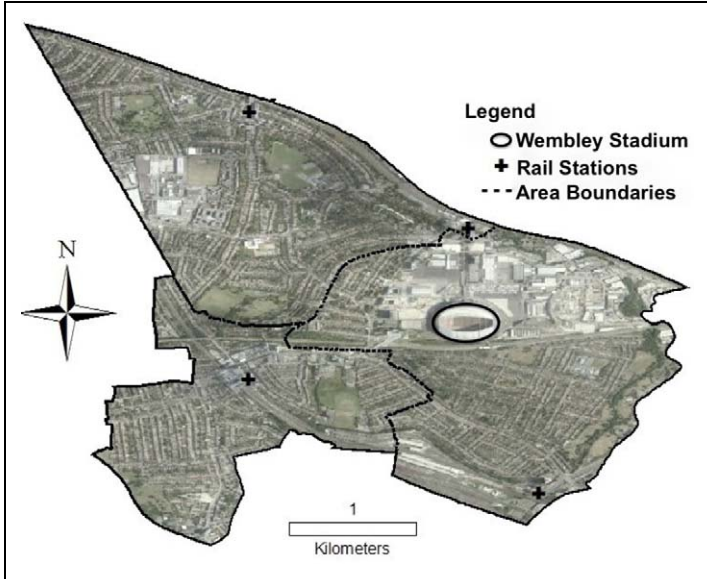 Legend
Wembley Stadium
Rail Stations
Area Boundaries
N
1
Kilometers